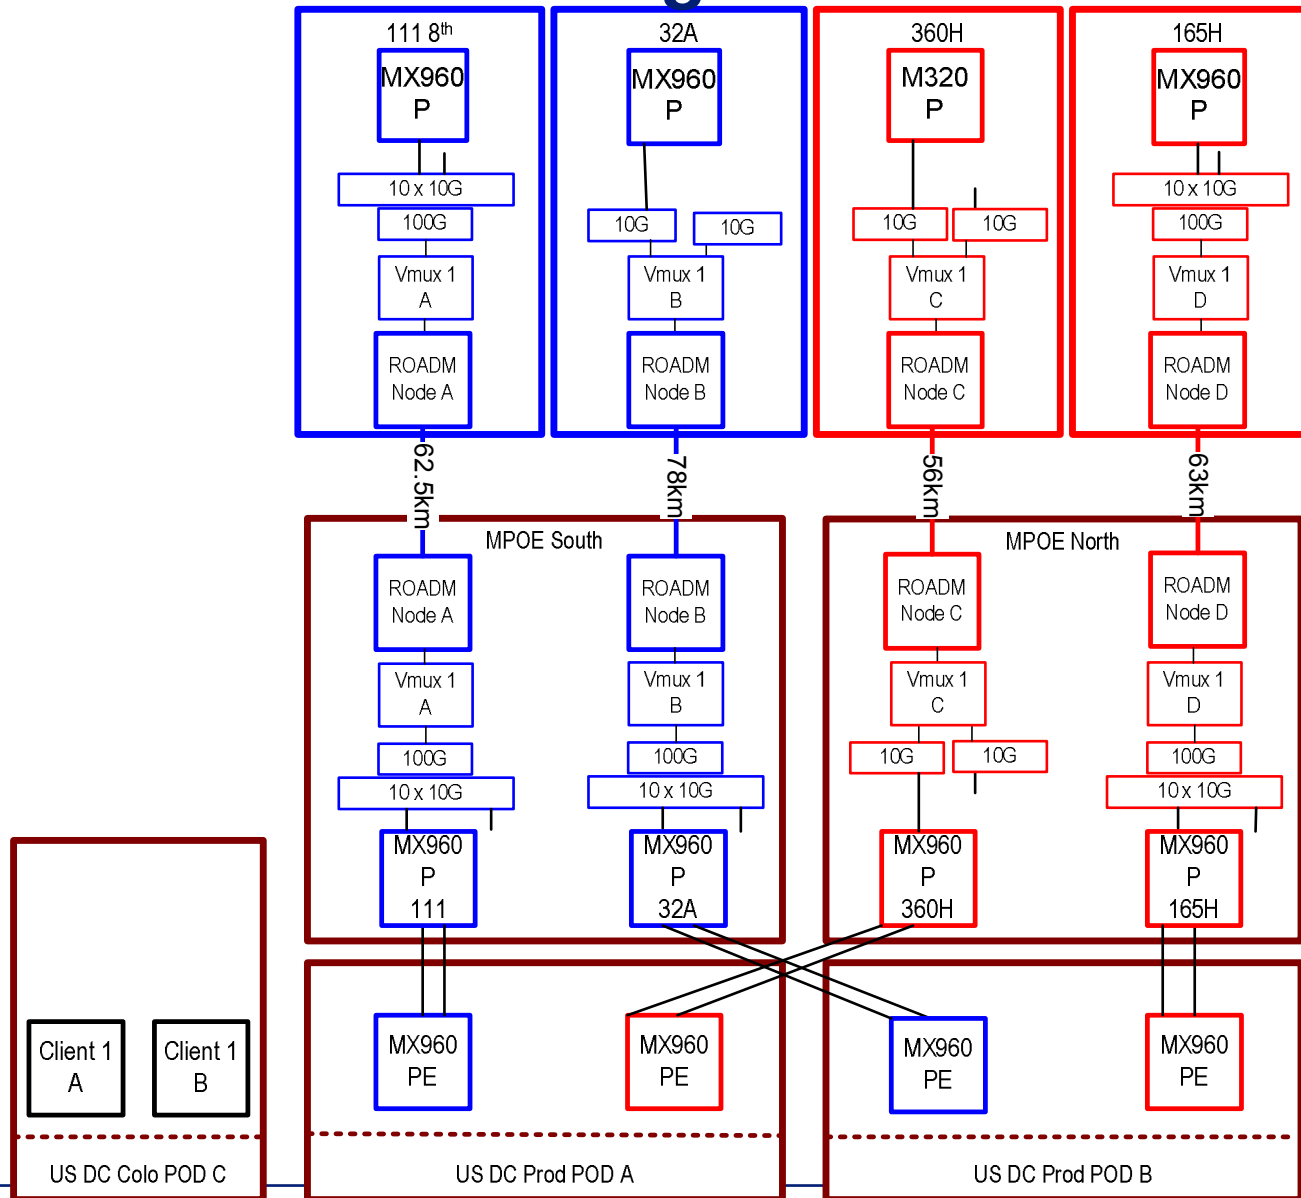 111 8th
32A
360H
165H
MX960
P
MX960
P
M320
P
MX960
P
10 x 10G
10 x 10G
10G
10G
10G
10G
100G
100G
Vmux 1
A
Vmux 1
B
Vmux 1
C
Vmux 1
D
ROADM
Node A
ROADM
Node B
ROADM
Node C
ROADM
Node D
62.5km
78km
56km
63km
MPOE South
MPOE North
ROADM
Node A
ROADM
Node B
ROADM
Node C
ROADM
Node D
Vmux 1
A
Vmux 1
B
Vmux 1
C
Vmux 1
D
100G
100G
10G
10G
100G
10 x 10G
10 x 10G
10 x 10G
MX960
P
111
MX960
P
32A
MX960
P
360H
MX960
P
165H
Client 1
A
Client 1
B
MX960
PE
MX960
PE
MX960
PE
MX960
PE
US DC Colo POD C
US DC Prod POD A
US DC Prod POD B